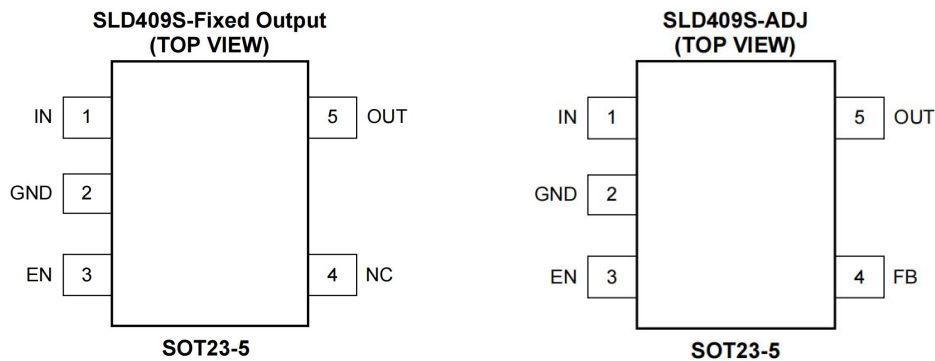 SLD409S-Fixed Output
(TOP VIEW)
IN 1
5 OUT
GND 2
EN 3
4 NC
SOT23-5
SLD409S-ADJ
(TOP VIEW)
IN 1
5 OUT
GND 2
EN 3
4 FB
SOT23-5